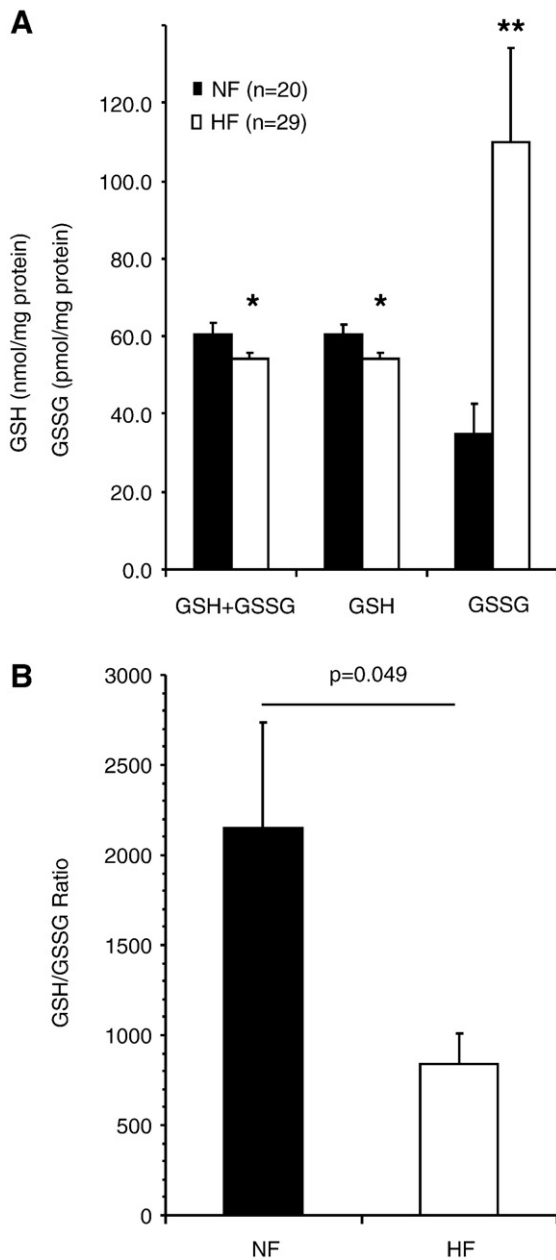 A
**
NF (n=20)
HF (n=29)
120.0
100.0
80.0
60.0
40.0
20.0
0.0
GSH (nmol/mg protein)
GSSG (pmol/mg protein)
*
*
GSH+GSSG
GSH
GSSG
B
p=0.049
3000
2500
2000
1500
1000
500
0
GSH/GSSG Ratio
NF
HF